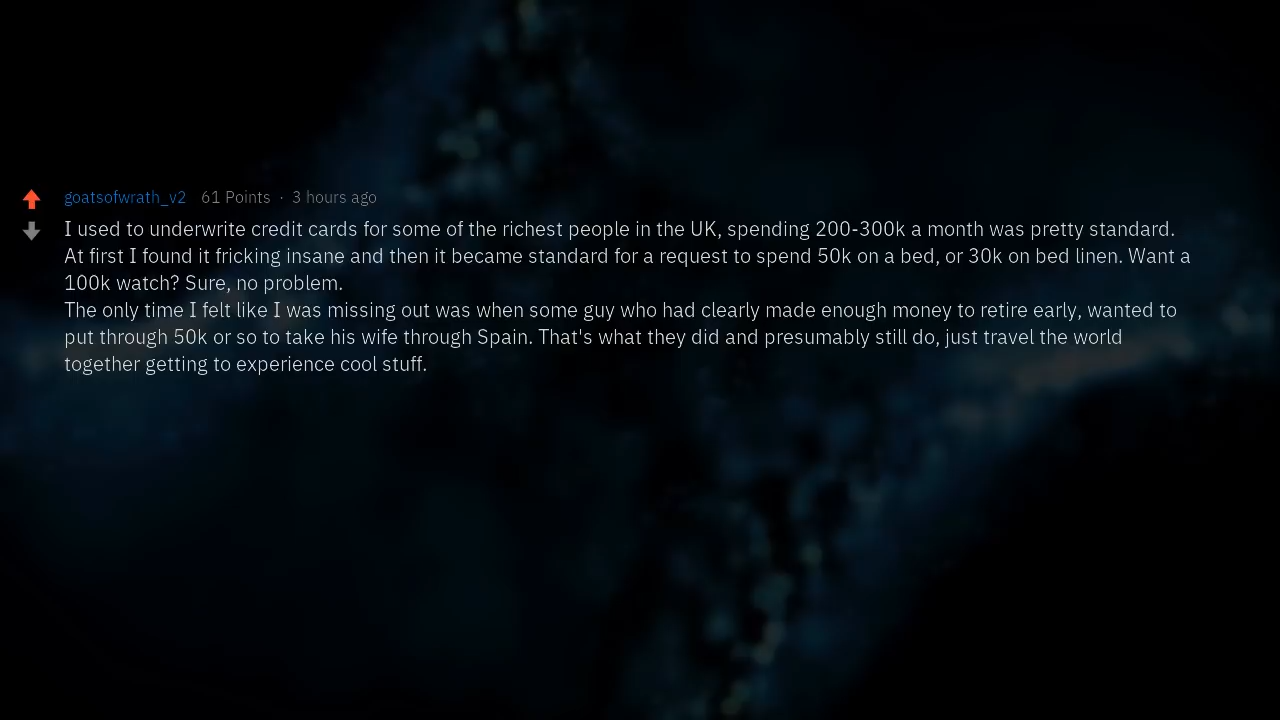 goatsofwrath_v2 61 Points · 3 hours ago
I used to underwrite credit cards for some of the richest people in the UK, spending 200-300k a month was pretty standard.
At first I found it fricking insane and then it became standard for a request to spend 50k on a bed, or 30k on bed linen. Want a
100k watch? Sure, no problem.
The only time I felt like I was missing out was when some guy who had clearly made enough money to retire early, wanted to
put through 50k or so to take his wife through Spain. That's what they did and presumably still do, just travel the world
together getting to experience cool stuff.